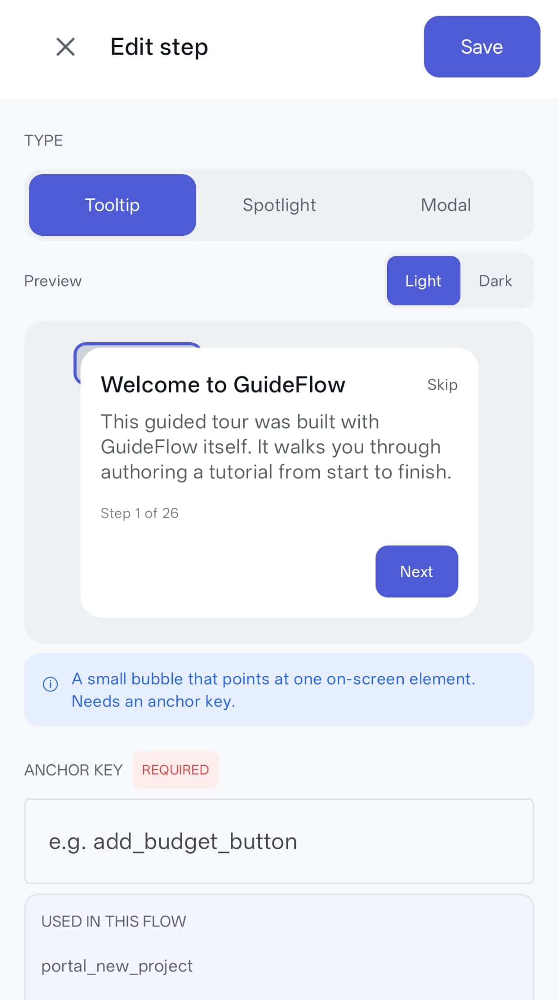 Edit step
Save
TYPE
Tooltip
Spotlight
Modal
Preview
Light
Dark
Welcome to GuideFlow
Skip
This guided tour was built with
GuideFlow itself. It walks you through
authoring a tutorial from start to finish.
Step 1 of 26
Next
A small bubble that points at one on-screen element.
Needs an anchor key.
ANCHOR KEY
REQUIRED
e.g. add_budget_button
USED IN THIS FLOW
portal_new_project